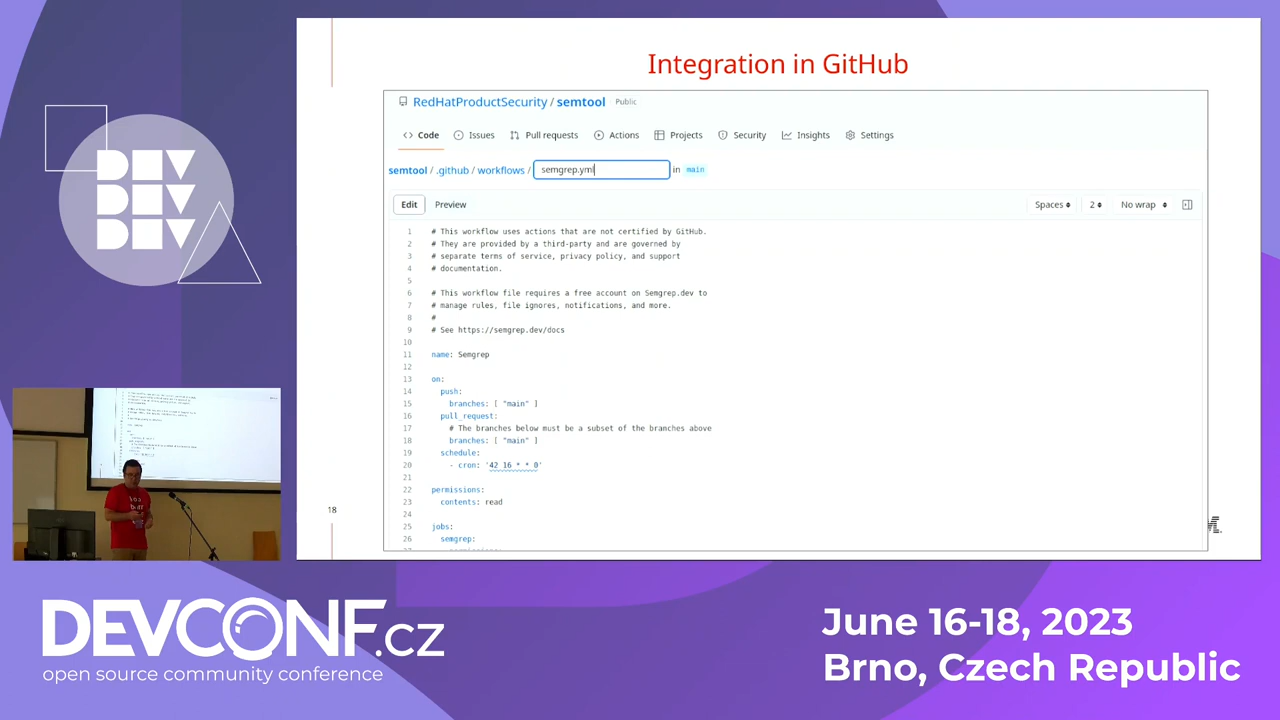 Integration in GitHub
RedHatProductSecurity / semtool Public
Code Issues Pull requests Actions Projects Security Insights Settings
semtool / .github / workflows / semgrep.yml in main
Edit Preview Spaces 2 No wrap
1 # This workflow uses actions that are not certified by GitHub.
2 # They are provided by a third-party and are governed by
3 # separate terms of service, privacy policy, and support
4 # documentation.
5
6 # This workflow file requires a free account on Semgrep.dev to
7 # manage rules, file ignores, notifications, and more.
8 #
9 # See https://semgrep.dev/docs
10
11 name: Semgrep
12
13 on:
14 push:
15 branches: [ "main" ]
16 pull_request:
17 # The branches below must be a subset of the branches above
18 branches: [ "main" ]
19 schedule:
20 - cron: '42 16 * * 0'
21
22 permissions:
23 contents: read
24
25 jobs:
26 semgrep:
18
DEV
DEV
DEV
DEVCONF.cz
open source community conference
June 16-18, 2023
Brno, Czech Republic